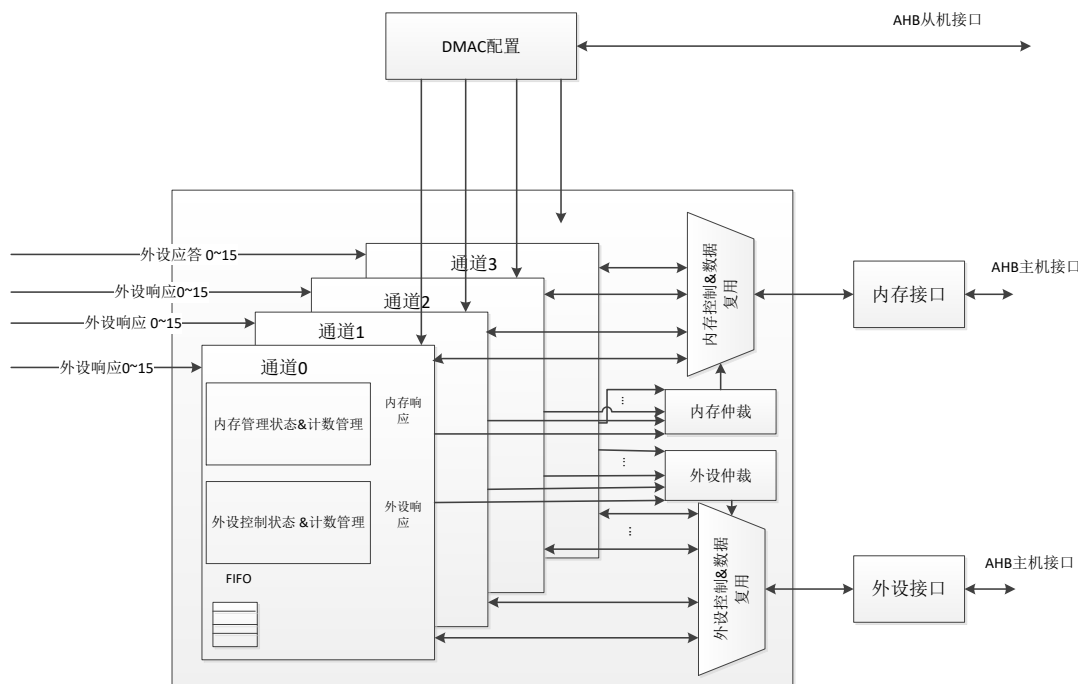 AHB从机接口
DMAC配置
外设应答 0~15
外设响应0~15
外设响应 0~15
外设响应0~15
通道3
通道2
通道1
通道0
内存管理状态&计数管理
内存响
应
外设控制状态&计数管理
外设响
应
FIFO
...
...
...
内存控制&数据
复用
内存仲裁
外设仲裁
外设控制&数据
复用
内存接口
AHB主机接口
外设接口
AHB主机接口